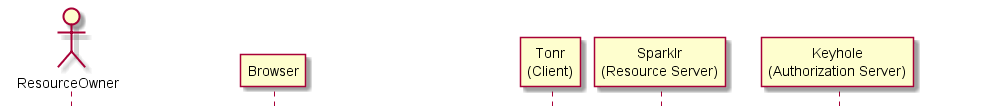 ResourceOwner
Browser
Tonr
(Client)
Sparklr
(Resource Server)
Keyhole
(Authorization Server)